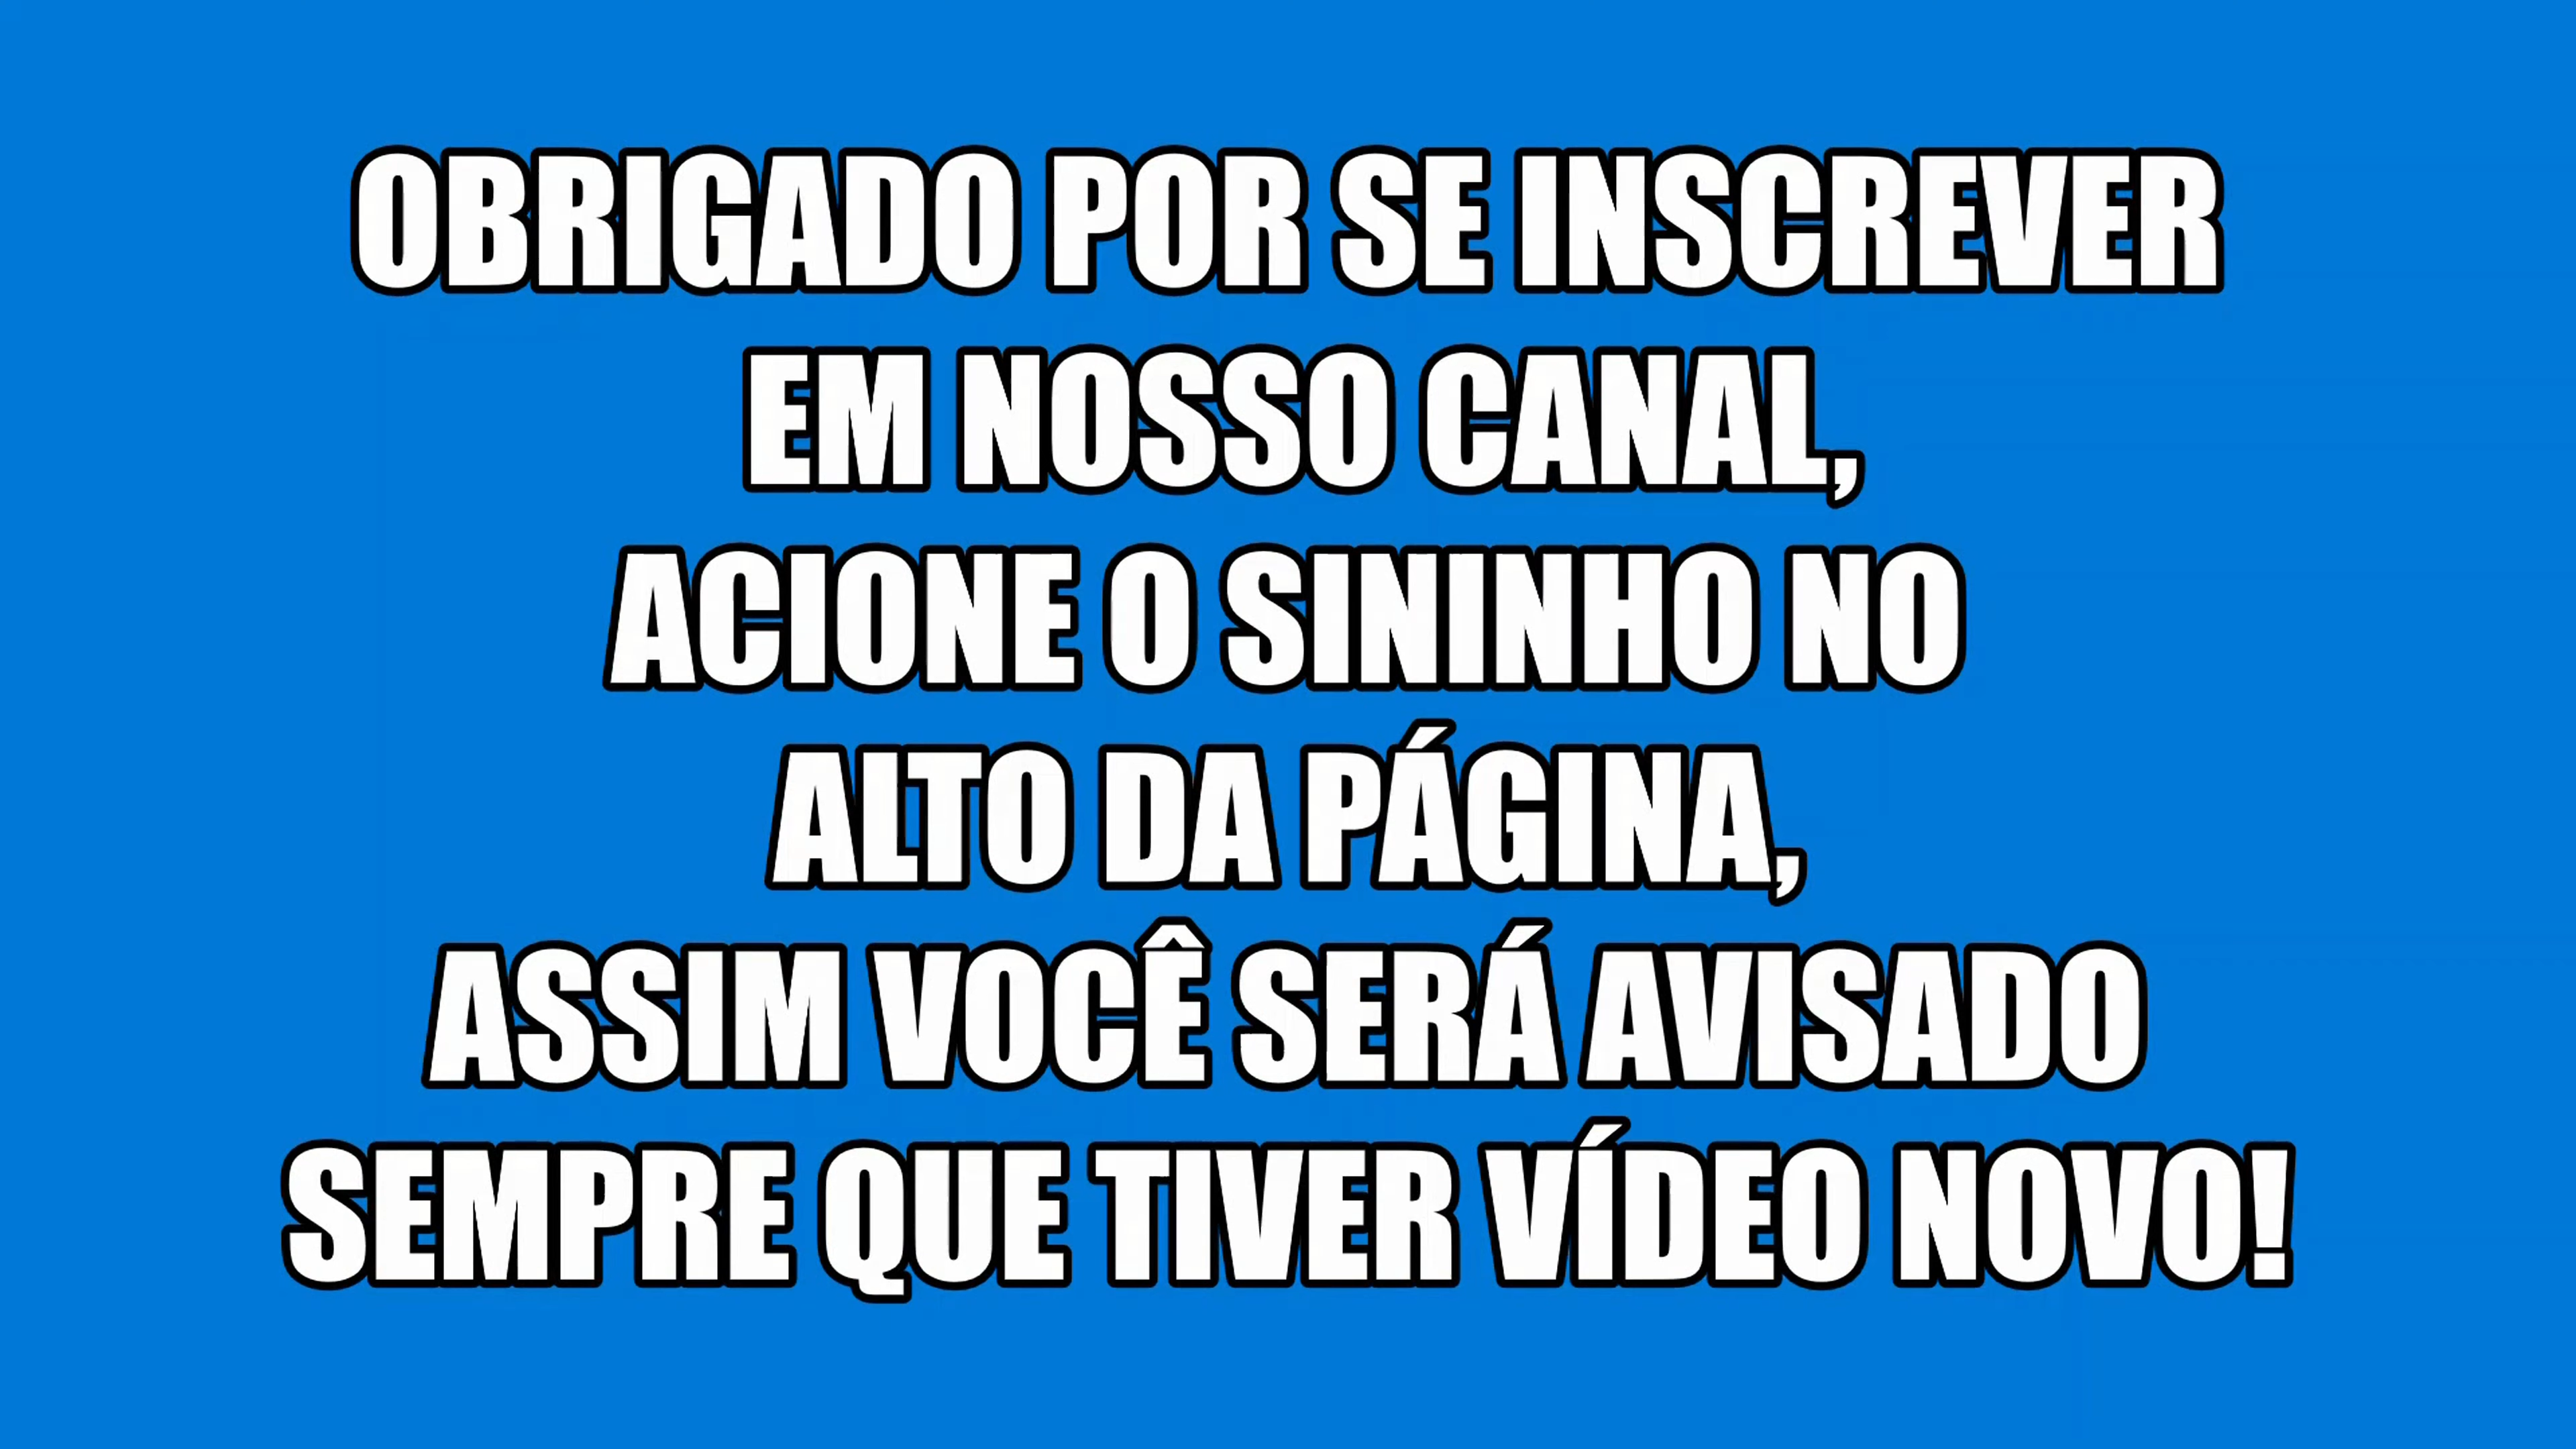 OBRIGADO POR SE INSCREVER
EM NOSSO CANAL,
ACIONE O SININHO NO
ALTO DA PÁGINA,
ASSIM VOCÊ SERÁ AVISADO
SEMPRE QUE TIVER VÍDEO NOVO!